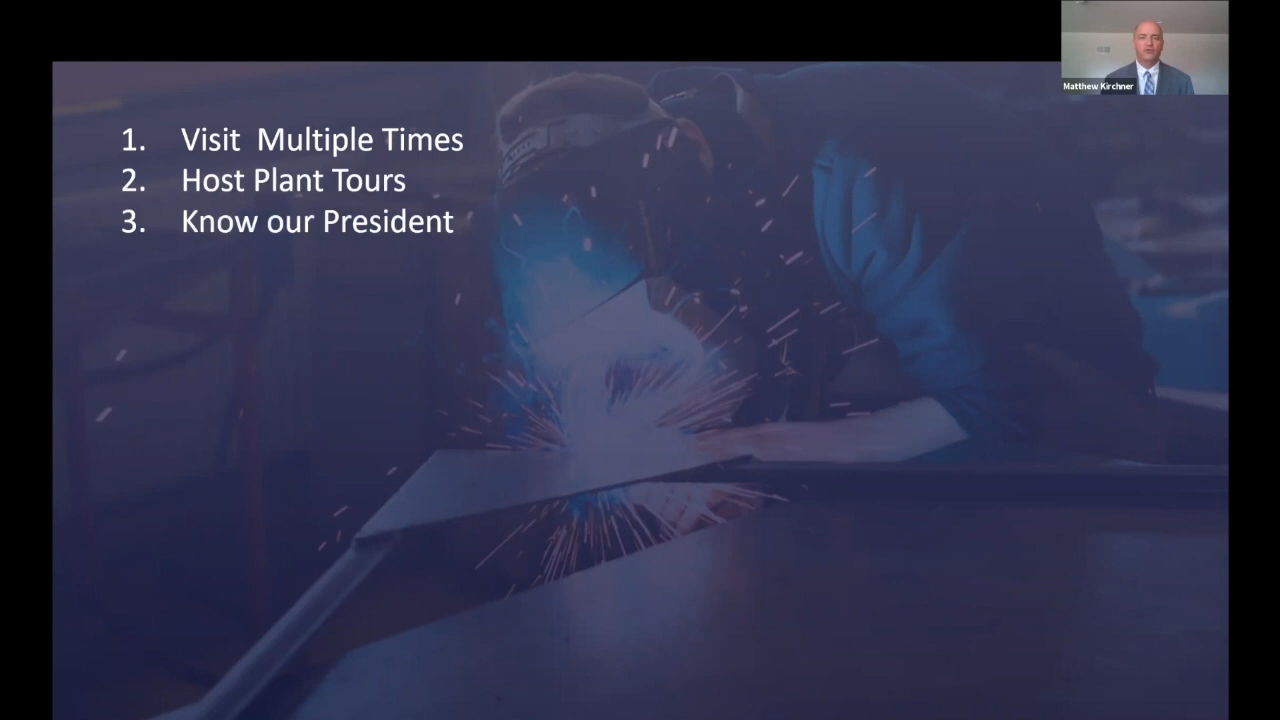 1. Visit  Multiple Times
2. Host Plant Tours
3. Know our President
Matthew Kirchner